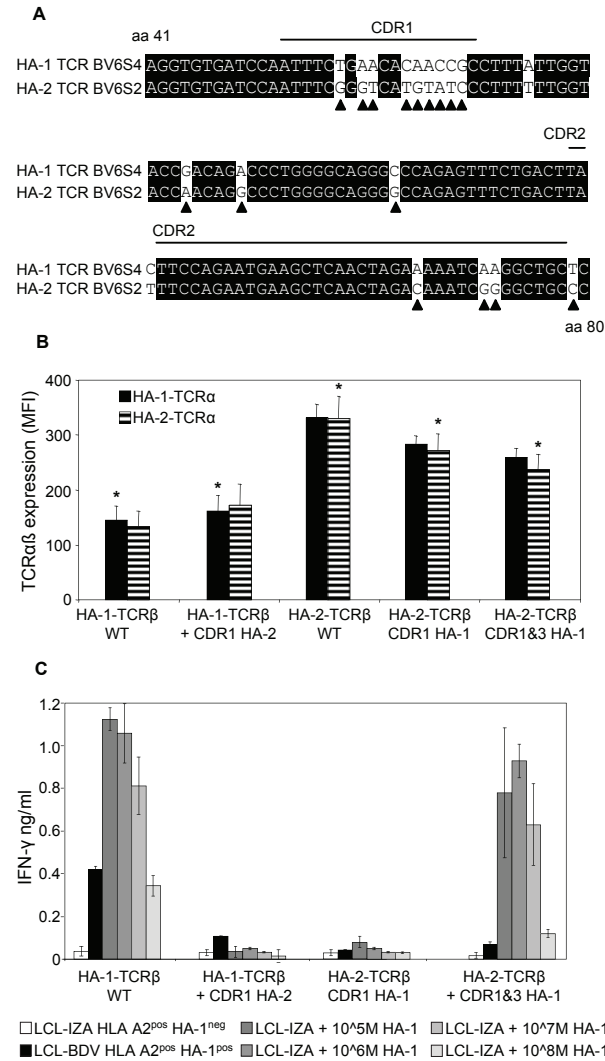 A
aa 41
CDR1
HA-1 TCR BV6S4 AGGTGTGATCCAATTTCTGAACACAACCGCCTTTATTGGT
HA-2 TCR BV6S2 AGGTGTGATCCAATTTCGGGTCATGTATCCCTTTTTTGGT
CDR2
HA-1 TCR BV6S4 ACCGACAGACCCTGGGGCAGGGCCCAGAGTTTCTGACTTA
HA-2 TCR BV6S2 ACCAACAGGCCCTGGGGCAGGGGCCAGAGTTTCTGACTTA
CDR2
HA-1 TCR BV6S4 CTTCCAGAATGAAGCTCAACTAGAAAAATCAAGGCTGCTC
HA-2 TCR BV6S2 TTTCCAGAATGAAGCTCAACTAGACAAATCGGGGCTGCCC
aa 80
B
TCRαß expression (MFI)
400
300
200
100
0
HA-1-TCRα
HA-2-TCRα
* * * * *
HA-1-TCRβ WT
HA-1-TCRβ + CDR1 HA-2
HA-2-TCRβ WT
HA-2-TCRβ CDR1 HA-1
HA-2-TCRβ CDR1&3 HA-1
C
IFN-γ ng/ml
1.2
1.0
0.8
0.6
0.4
0.2
0
HA-1-TCRβ WT
HA-1-TCRβ + CDR1 HA-2
HA-2-TCRβ CDR1 HA-1
HA-2-TCRβ + CDR1&3 HA-1
LCL-IZA HLA A2pos HA-1neg
LCL-IZA + 10^5M HA-1
LCL-IZA + 10^7M HA-1
LCL-BDV HLA A2pos HA-1pos
LCL-IZA + 10^6M HA-1
LCL-IZA + 10^8M HA-1